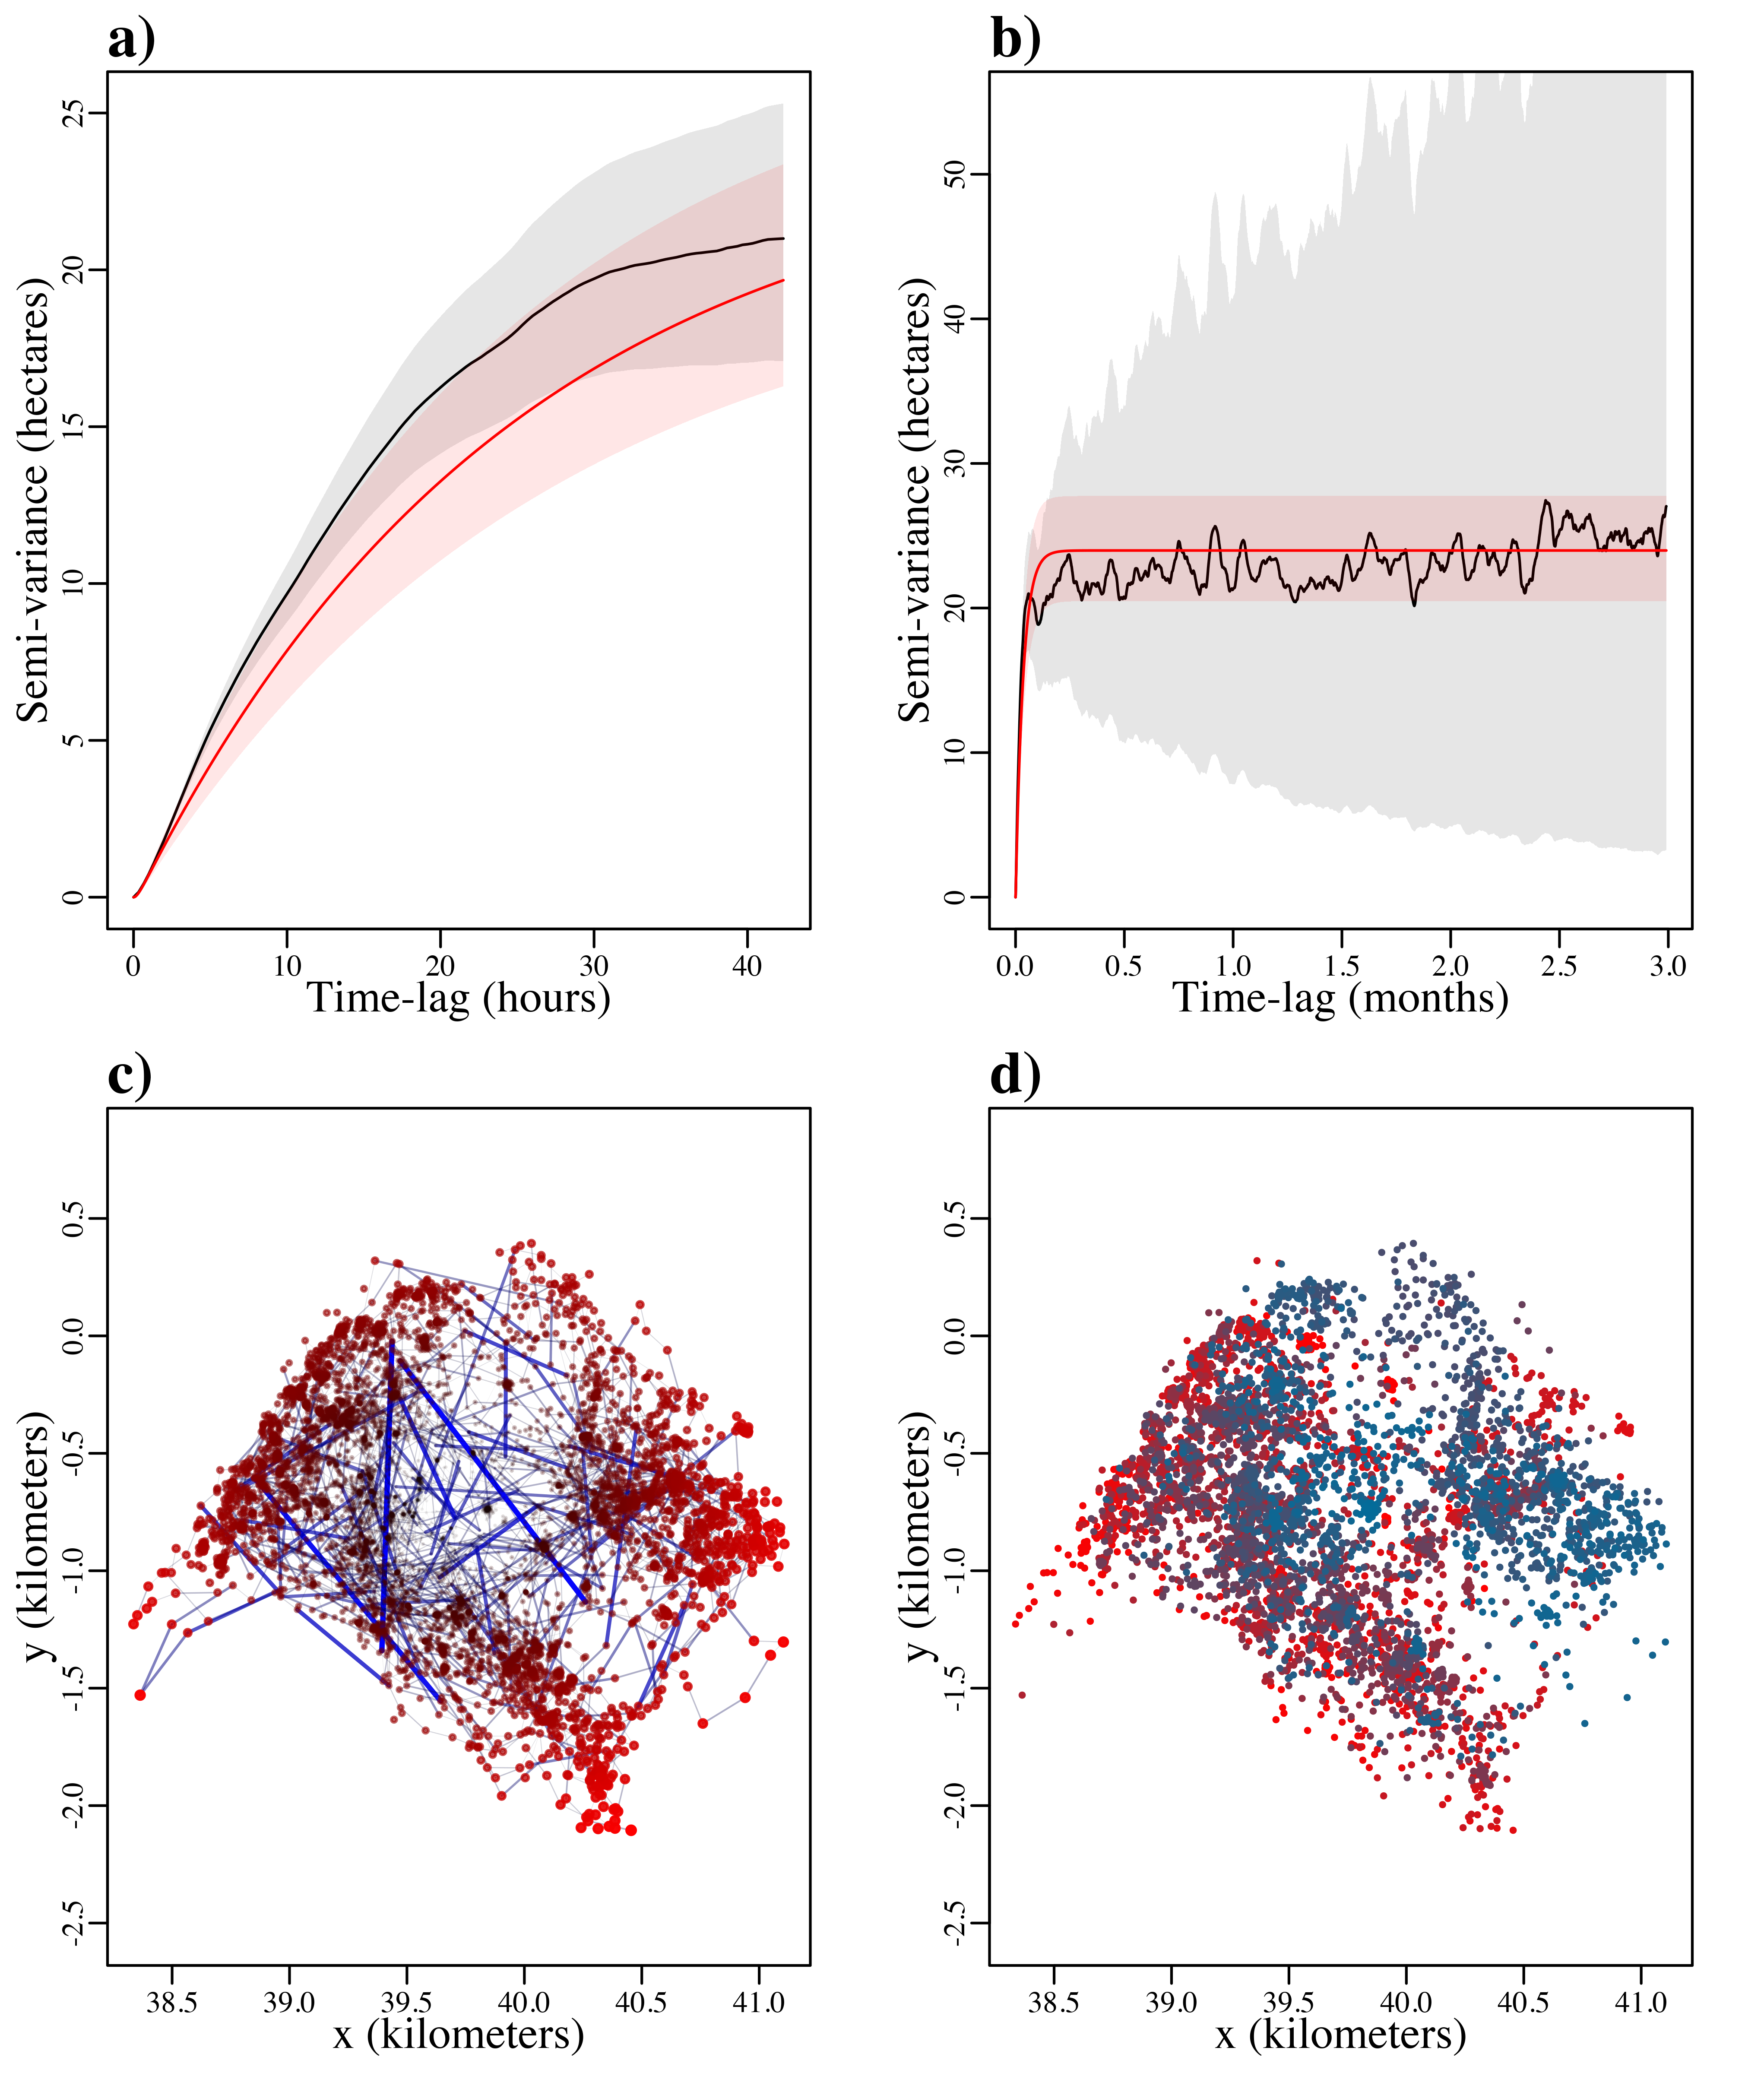 a)
Semi-variance (hectares)
25
20
15
10
5
0
0 10 20 30 40
Time-lag (hours)
b)
Semi-variance (hectares)
50
40
30
20
10
0
0.0 0.5 1.0 1.5 2.0 2.5 3.0
Time-lag (months)
c)
y (kilometers)
0.5
0.0
-0.5
-1.0
-1.5
-2.0
-2.5
38.5 39.0 39.5 40.0 40.5 41.0
x (kilometers)
d)
y (kilometers)
0.5
0.0
-0.5
-1.0
-1.5
-2.0
-2.5
38.5 39.0 39.5 40.0 40.5 41.0
x (kilometers)